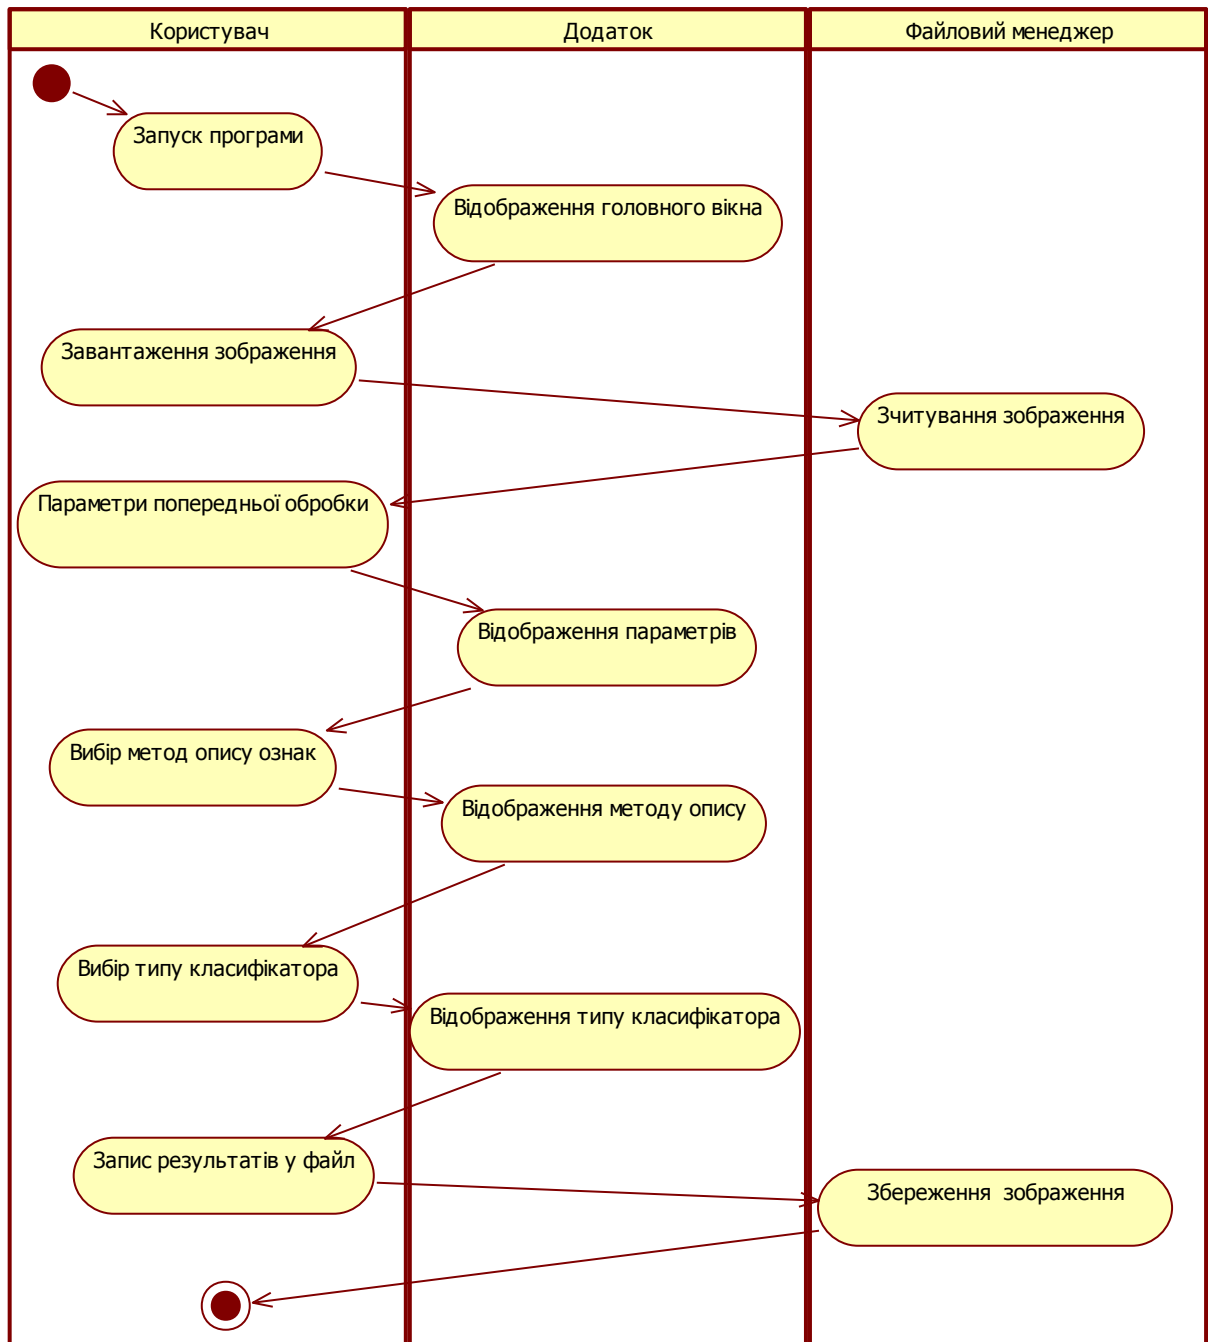 Користувач
Додаток
Файловий менеджер
Запуск програми
Відображення головного вікна
Завантаження зображення
Зчитування зображення
Параметри попередньої обробки
Відображення параметрів
Вибір метод опису ознак
Відображення методу опису
Вибір типу класифікатора
Відображення типу класифікатора
Запис результатів у файл
Збереження зображення